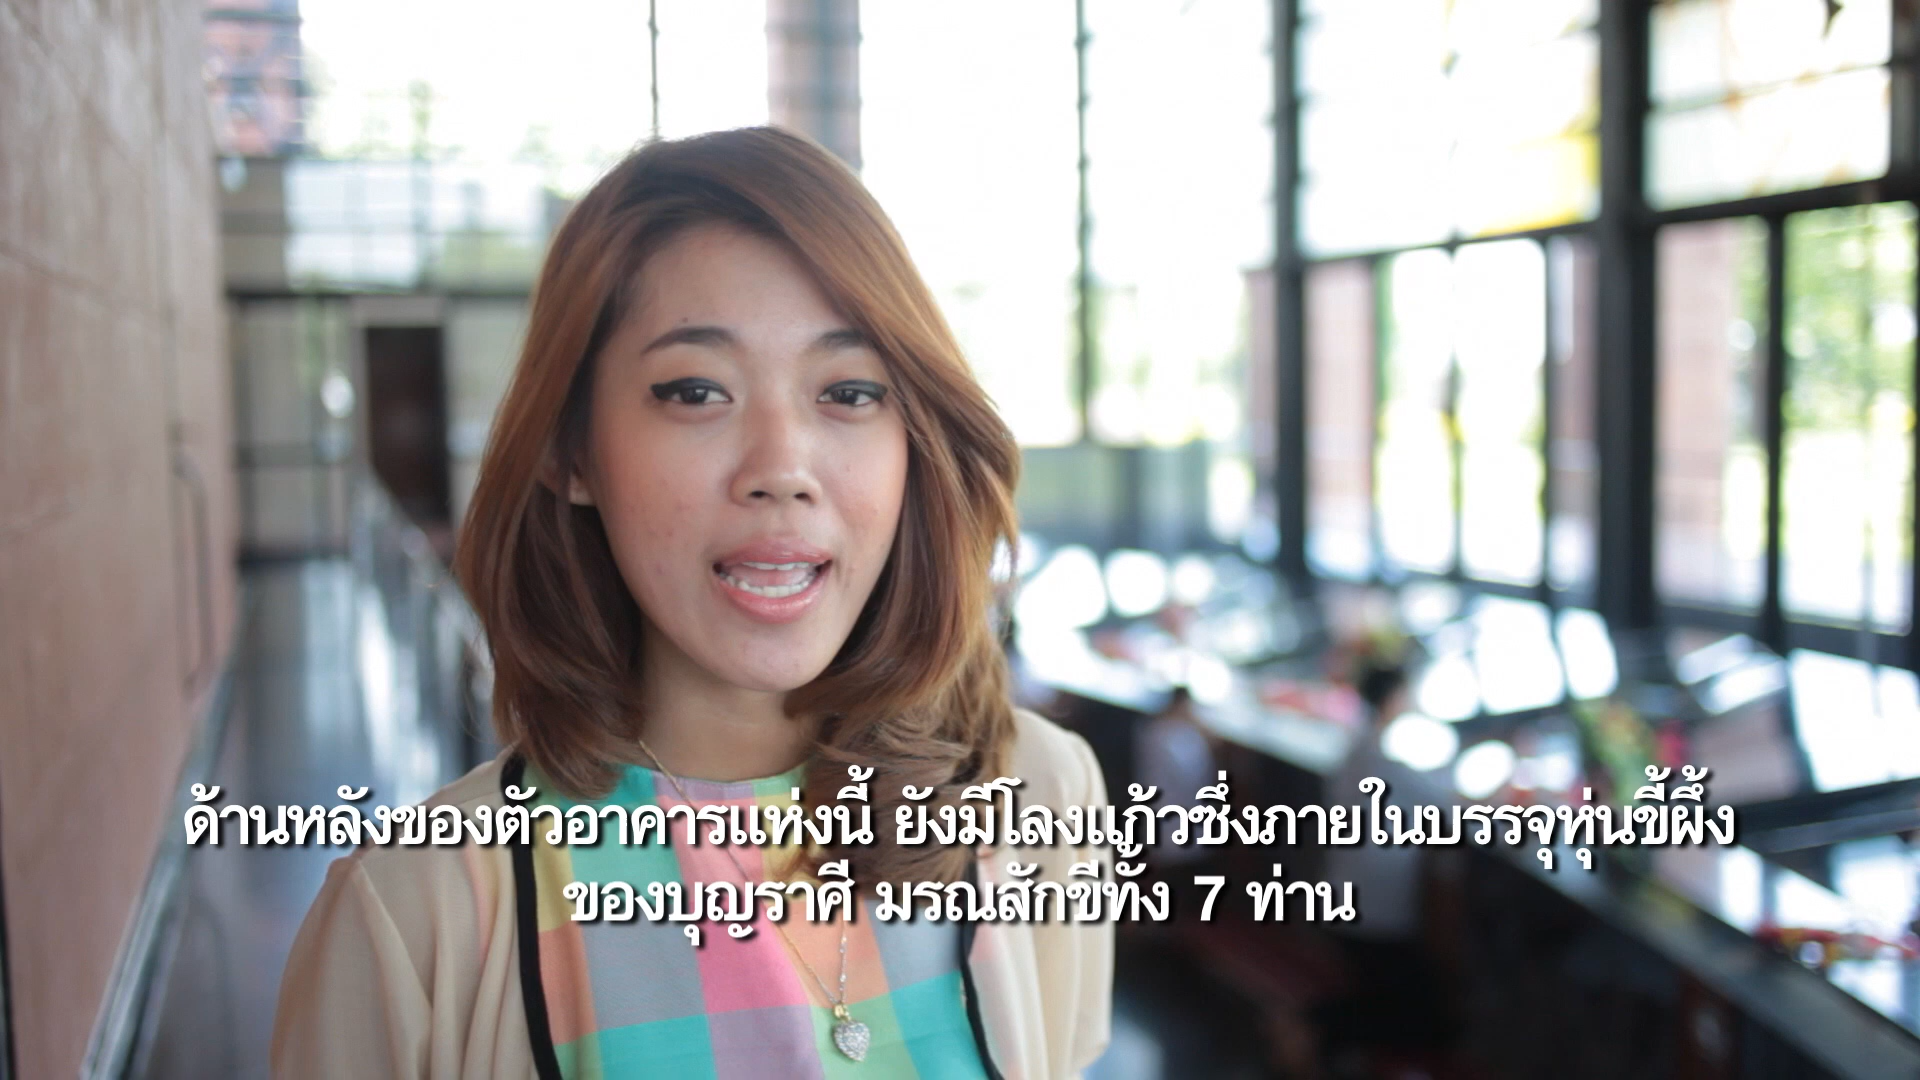 ด้านหลังของตัวอาคารแห่งนี้ ยังมีโลงแก้วซึ่งภายในบรรจุหุ่นขี้ผึ้ง
ของบุญราศี มรณสักขีทั้ง 7 ท่าน